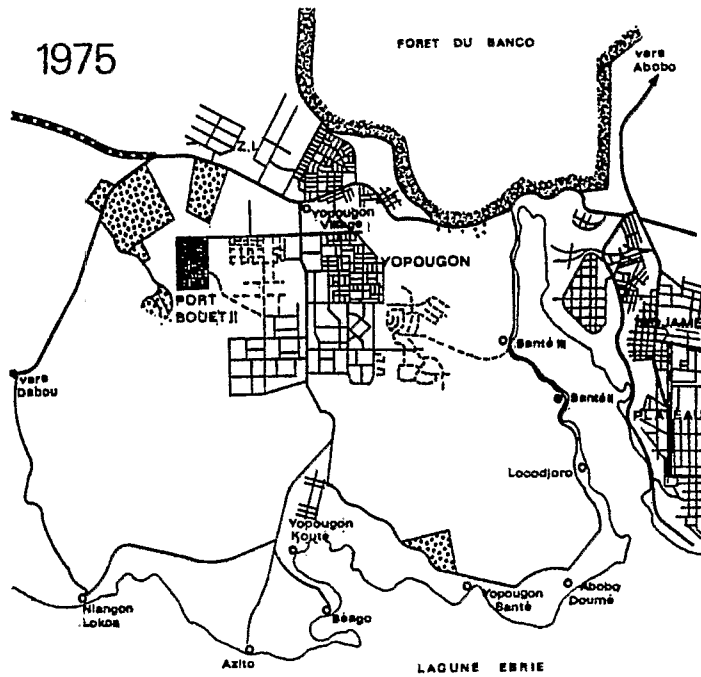 1975
FORET DU BANCO
vers
Abobo
Z.I.
Yopougon
Village
YOPOUGON
PORT
BOUET II
Santé III
vers
Dabou
Santé II
PLATEAU
Locodjoro
Yopougon
Kouté
Niangon
Lokoa
Béago
Yopougon
Santé
Abobo
Doumé
Azito
LAGUNE EBRIE